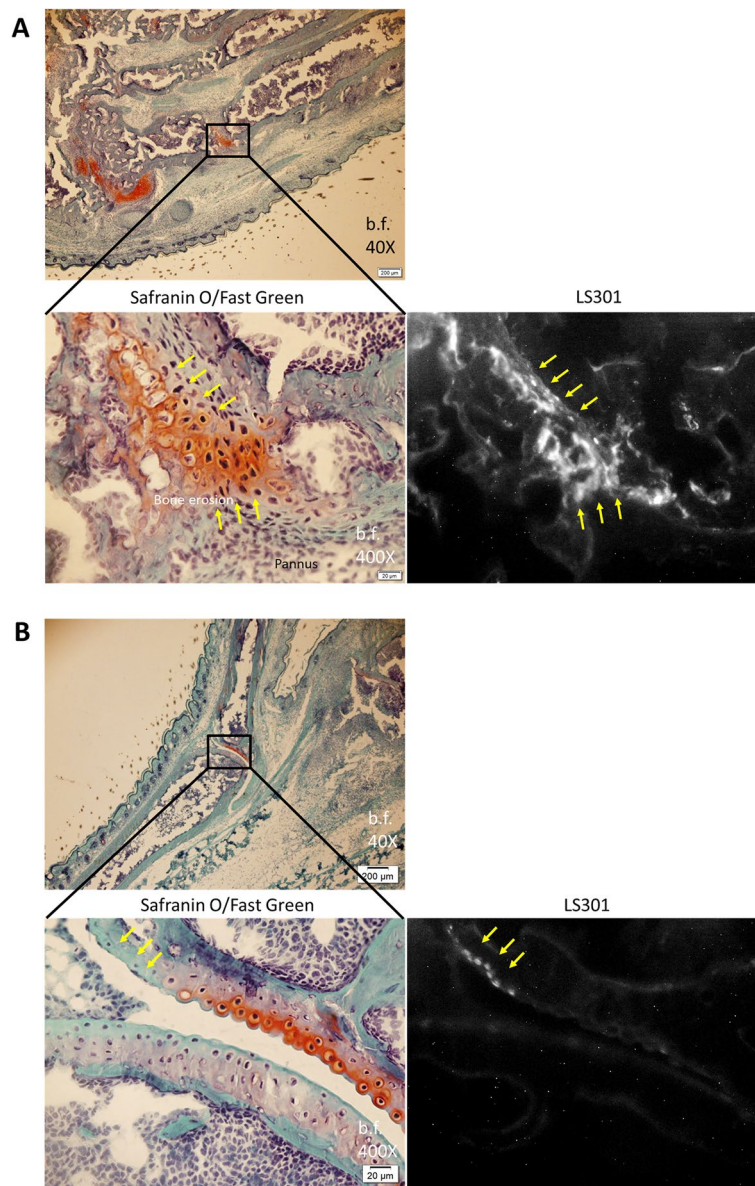 A
b.f.
40X
200 µm
Safranin O/Fast Green
LS301
Bone erosion
b.f.
400X
Pannus
20 µm
B
b.f.
40X
200 µm
Safranin O/Fast Green
LS301
b.f.
400X
20 µm